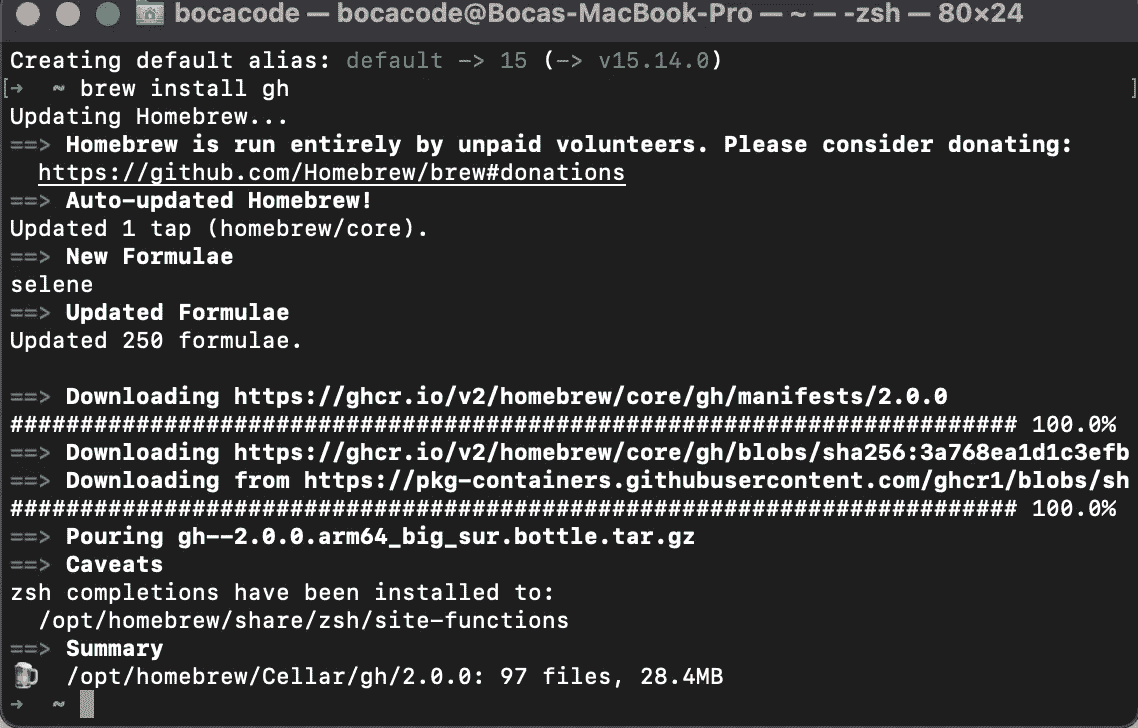 bocacode — bocacode@Bocas-MacBook-Pro — ~ — -zsh — 80×24
Creating default alias: default -> 15 (-> v15.14.0)
[→ ~ brew install gh ]
Updating Homebrew...
==> Homebrew is run entirely by unpaid volunteers. Please consider donating:
https://github.com/Homebrew/brew#donations
==> Auto-updated Homebrew!
Updated 1 tap (homebrew/core).
==> New Formulae
selene
==> Updated Formulae
Updated 250 formulae.
==> Downloading https://ghcr.io/v2/homebrew/core/gh/manifests/2.0.0
######################################################################## 100.0%
==> Downloading https://ghcr.io/v2/homebrew/core/gh/blobs/sha256:3a768ea1d1c3efb
==> Downloading from https://pkg-containers.githubusercontent.com/ghcr1/blobs/sh
######################################################################## 100.0%
==> Pouring gh--2.0.0.arm64_big_sur.bottle.tar.gz
==> Caveats
zsh completions have been installed to:
/opt/homebrew/share/zsh/site-functions
==> Summary
🍺 /opt/homebrew/Cellar/gh/2.0.0: 97 files, 28.4MB
→ ~